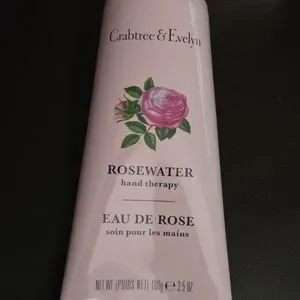 Crabtree & Evelyn
ROSEWATER
hand therapy
EAU DE ROSE
soin pour les mains
NET WT (POIDS NET) 100g ℮ 3.5 OZ